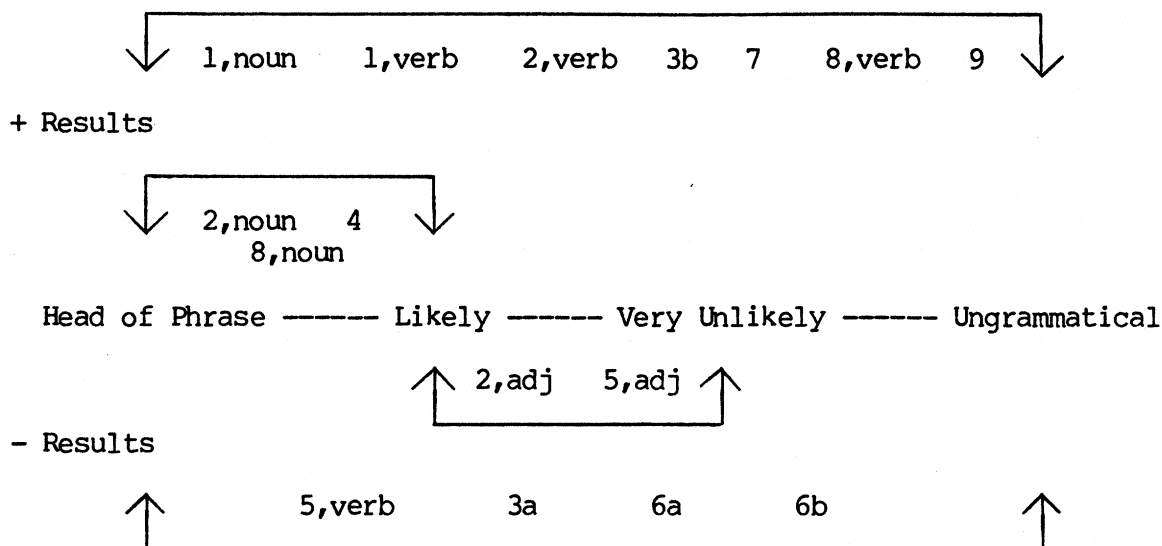 1,noun 1,verb 2,verb 3b 7 8,verb 9
+ Results
2,noun 4
8,noun
Head of Phrase ------ Likely ------ Very Unlikely ------ Ungrammatical
2,adj 5,adj
- Results
5,verb 3a 6a 6b